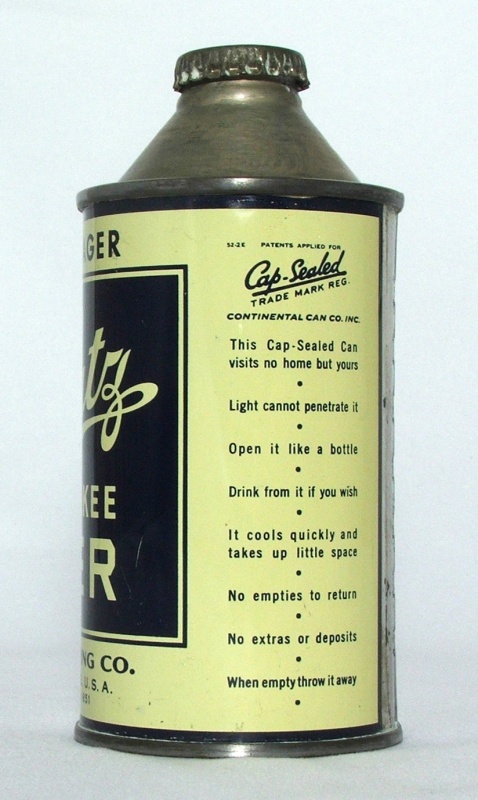 GER
tz
KEE
ER
NG CO.
U.S.A.
52-2E PATENTS APPLIED FOR
Cap-Sealed
TRADE MARK REG.
CONTINENTAL CAN CO. INC.
This Cap-Sealed Can
visits no home but yours
•
Light cannot penetrate it
•
Open it like a bottle
•
Drink from it if you wish
•
It cools quickly and
takes up little space
•
No empties to return
•
No extras or deposits
•
When empty throw it away
•